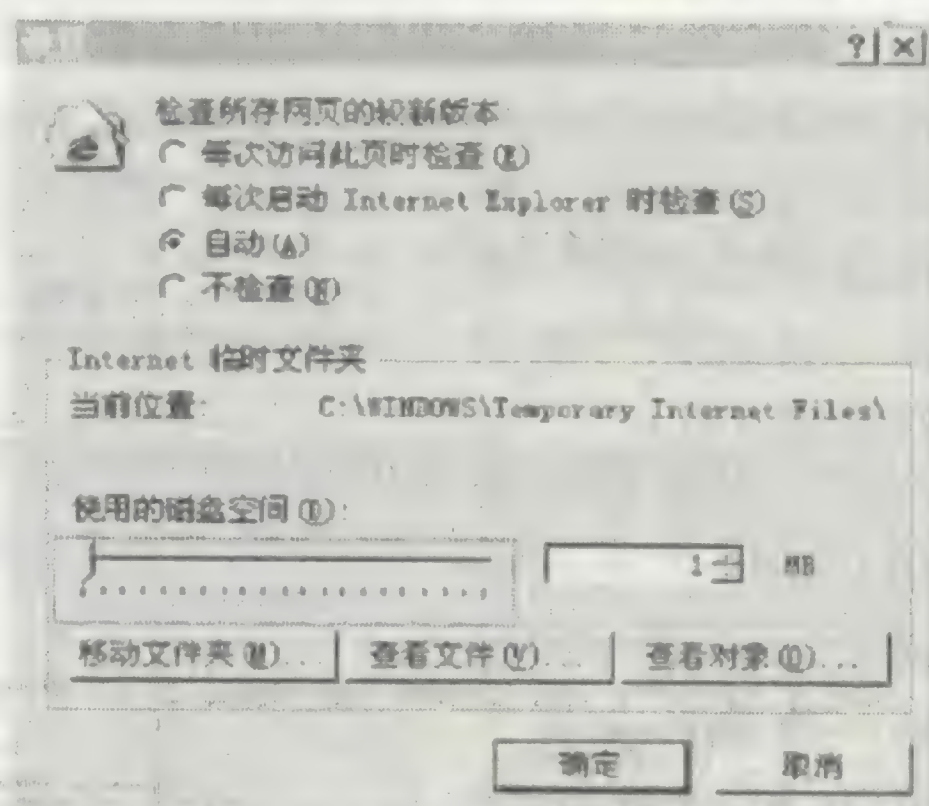 检查所存网页的较新版本:
每次访问此页时检查(E)
每次启动 Internet Explorer 时检查(S)
自动(A)
不检查(N)
Internet 临时文件夹
当前位置: C:\WINDOWS\Temporary Internet Files\
使用的磁盘空间(D):
1 MB
移动文件夹(M)... 查看文件(V)... 查看对象(O)...
确定 取消